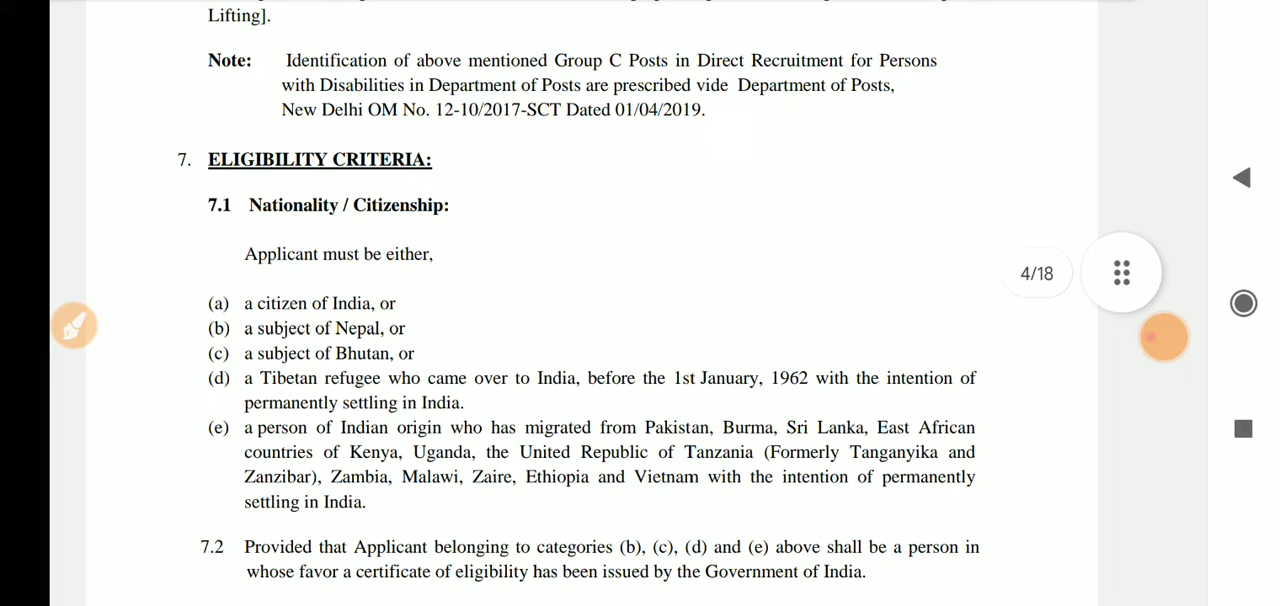 Lifting].
Note: Identification of above mentioned Group C Posts in Direct Recruitment for Persons
with Disabilities in Department of Posts are prescribed vide Department of Posts,
New Delhi OM No. 12-10/2017-SCT Dated 01/04/2019.
7. ELIGIBILITY CRITERIA:
7.1 Nationality / Citizenship:
Applicant must be either,
(a) a citizen of India, or
(b) a subject of Nepal, or
(c) a subject of Bhutan, or
(d) a Tibetan refugee who came over to India, before the 1st January, 1962 with the intention of
permanently settling in India.
(e) a person of Indian origin who has migrated from Pakistan, Burma, Sri Lanka, East African
countries of Kenya, Uganda, the United Republic of Tanzania (Formerly Tanganyika and
Zanzibar), Zambia, Malawi, Zaire, Ethiopia and Vietnam with the intention of permanently
settling in India.
4/18
7.2 Provided that Applicant belonging to categories (b), (c), (d) and (e) above shall be a person in
whose favor a certificate of eligibility has been issued by the Government of India.